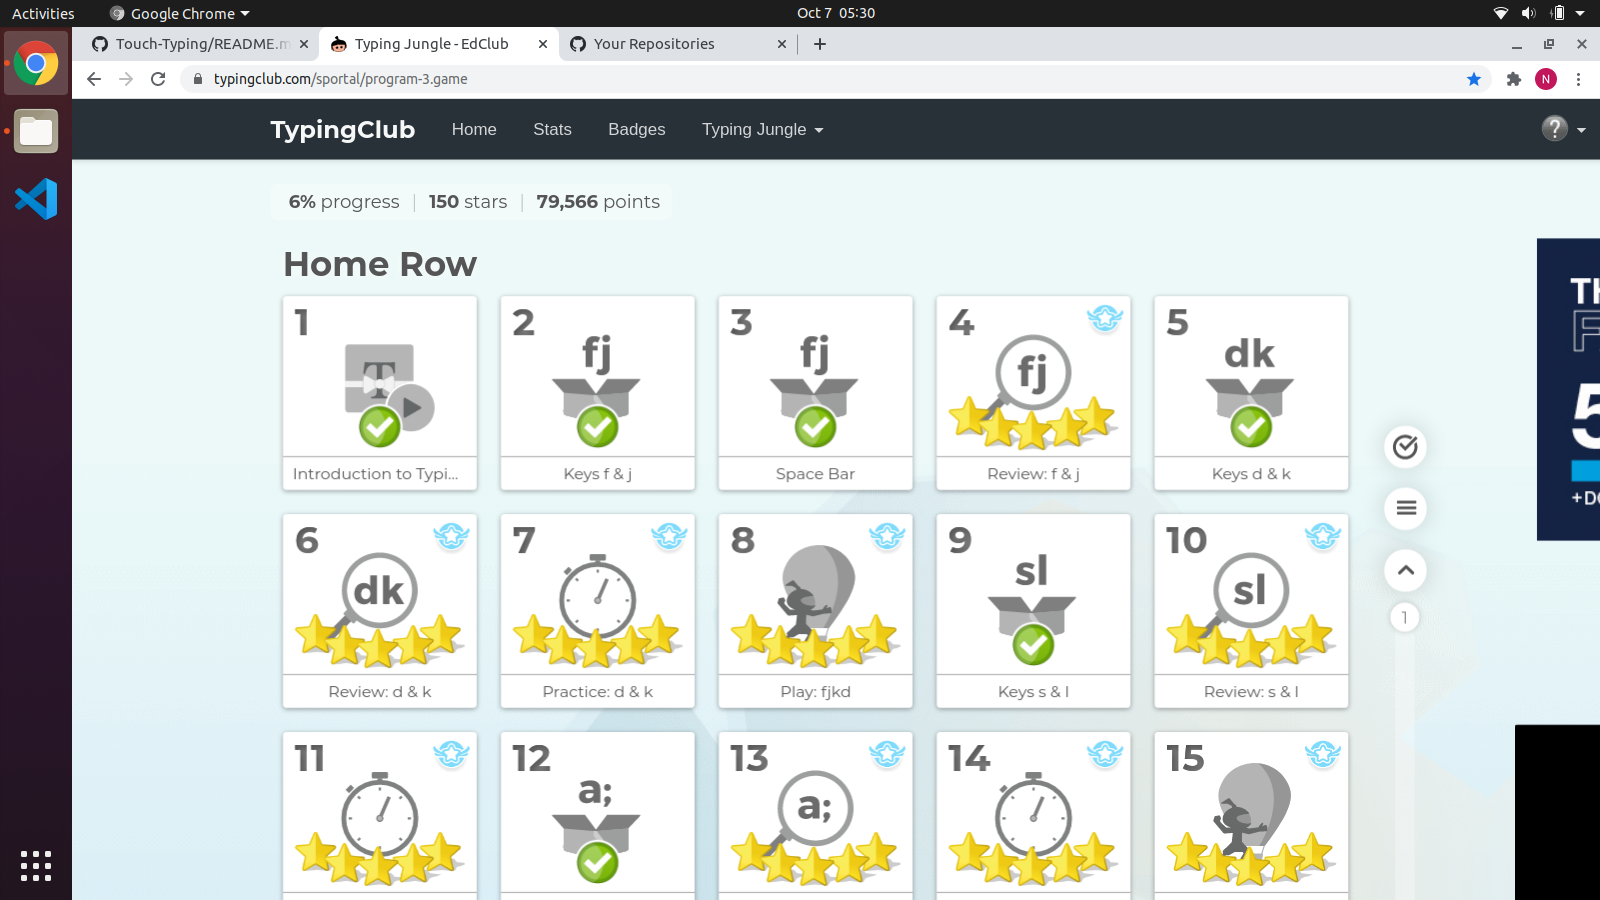 Activities Google Chrome Oct 7 05:30
Touch-Typing/README.m Typing Jungle - EdClub Your Repositories
typingclub.com/sportal/program-3.game N
TypingClub Home Stats Badges Typing Jungle ?
6% progress 150 stars 79,566 points
Home Row
1 2 3 4 5
T fj fj fj dk
Introduction to Typi... Keys f & j Space Bar Review: f & j Keys d & k
6 7 8 9 10
dk sl sl
Review: d & k Practice: d & k Play: fjkd Keys s & l Review: s & l
1
11 12 13 14 15
a; a;